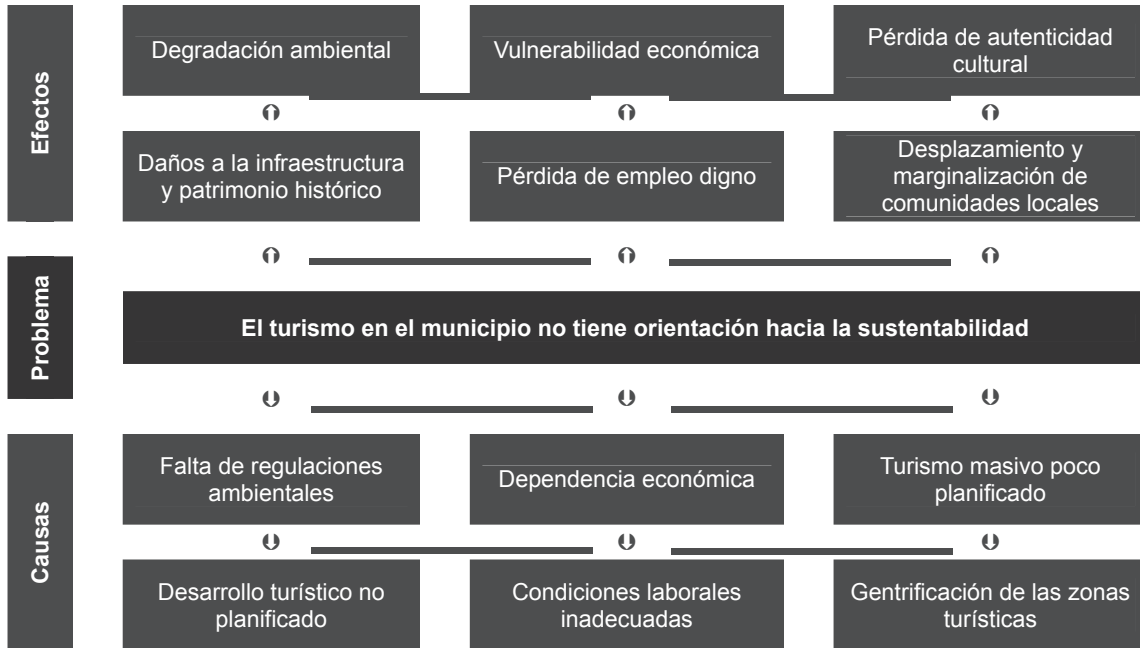 Efectos
Degradación ambiental
Vulnerabilidad económica
Pérdida de autenticidad
cultural
Daños a la infraestructura
y patrimonio histórico
Pérdida de empleo digno
Desplazamiento y
marginalización de
comunidades locales
Problema
El turismo en el municipio no tiene orientación hacia la sustentabilidad
Causas
Falta de regulaciones
ambientales
Dependencia económica
Turismo masivo poco
planificado
Desarrollo turístico no
planificado
Condiciones laborales
inadecuadas
Gentrificación de las zonas
turísticas